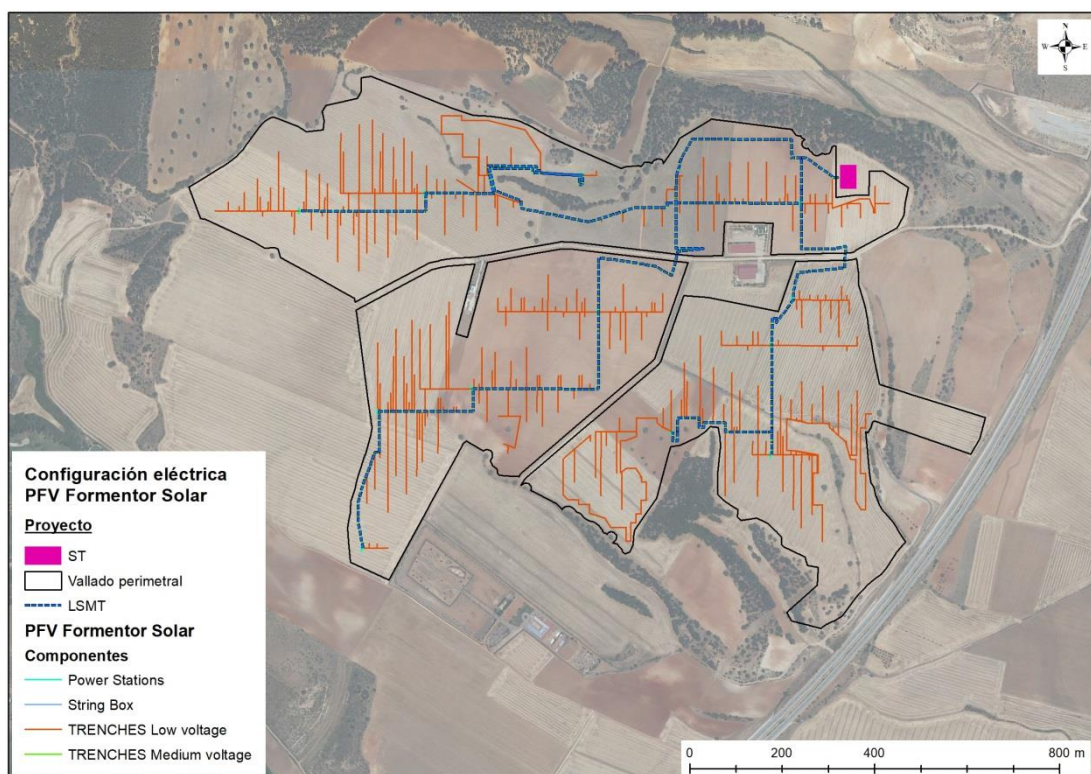 N
W E
S
Configuración eléctrica
PFV Formentor Solar
Proyecto
ST
Vallado perimetral
LSMT
PFV Formentor Solar
Componentes
Power Stations
String Box
TRENCHES Low voltage
TRENCHES Medium voltage
0 200 400 800 m